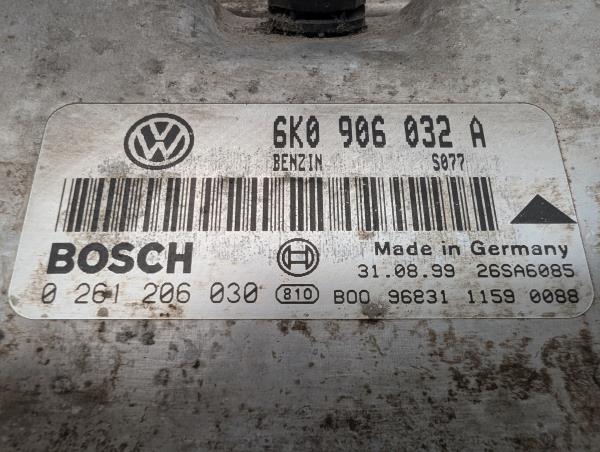 6K0 906 032 A
BENZIN S077
BOSCH
Made in Germany
31.08.99 26SA6085
0 261 206 030 810 B00 96831 1159 0088